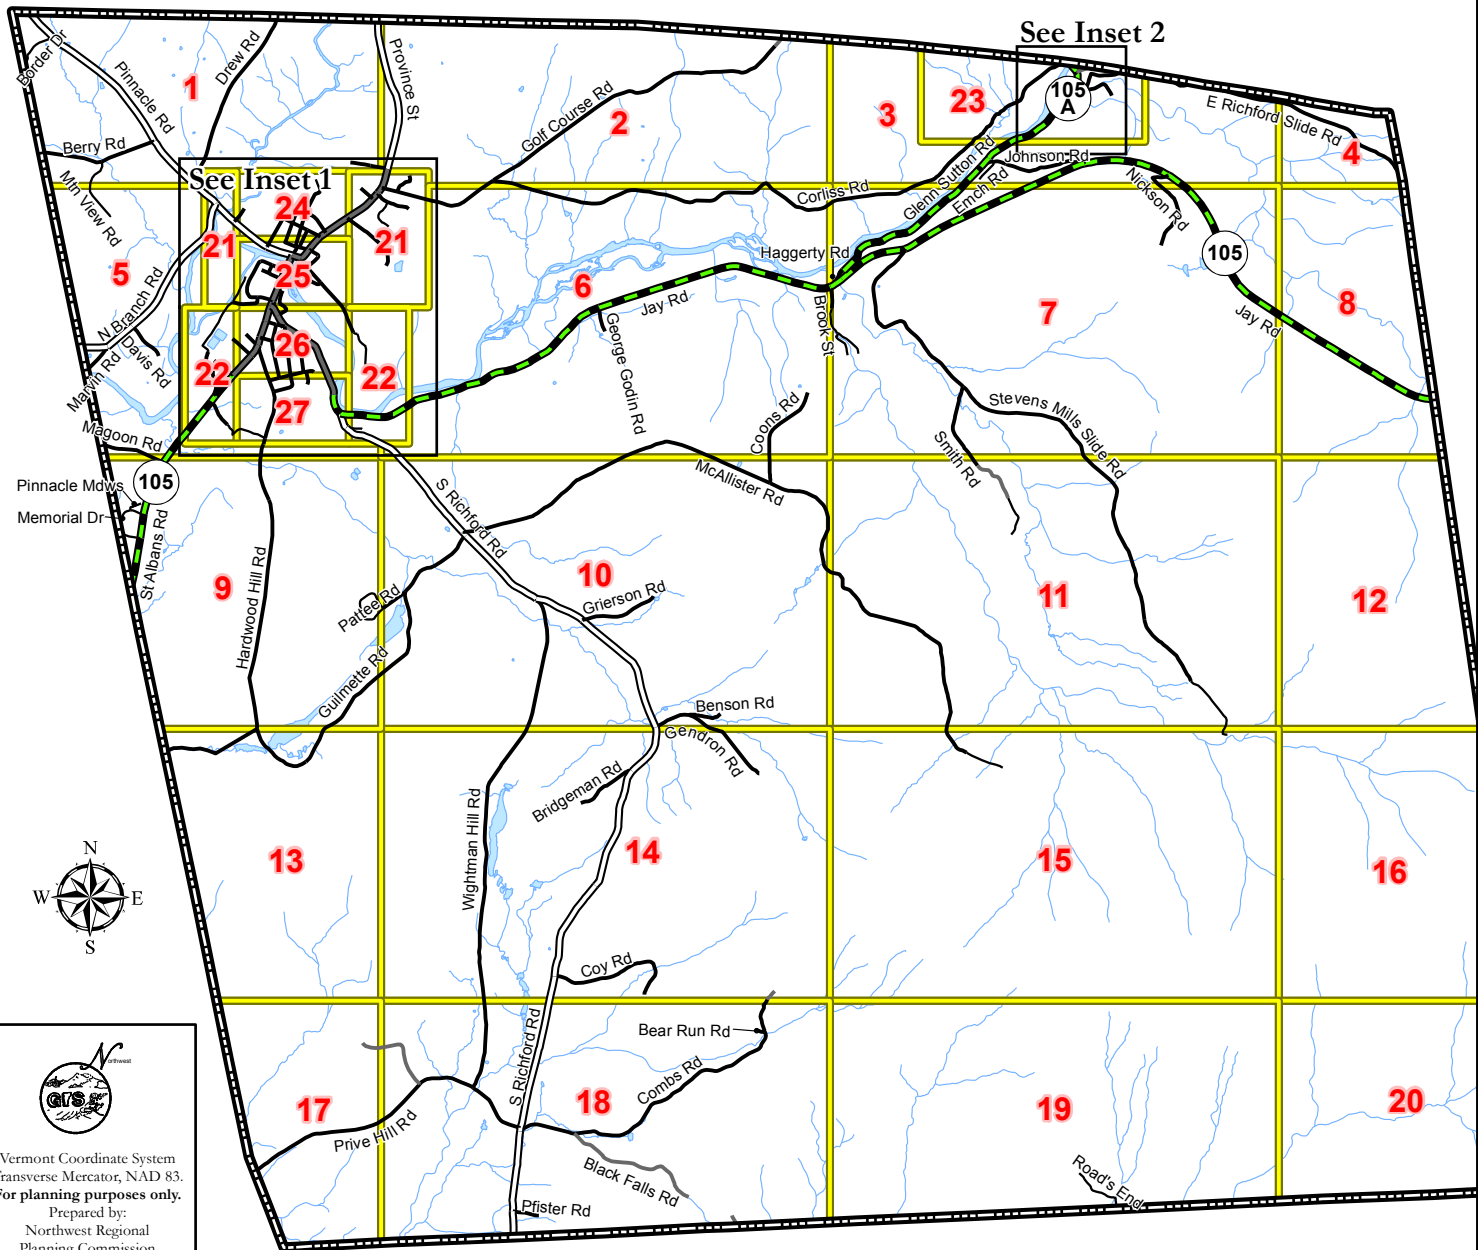 See Inset 2
Border Dr
Pinnacle Rd
1
Drew Rd
Province St
Golf Course Rd
2
3
23
105
A
E Richford Slide Rd
4
Berry Rd
Mtn View Rd
See Inset 1
24
21
21
25
5
N Branch Rd
Davis Rd
Marvin Rd
22
26
22
27
Magoon Rd
Corliss Rd
Glenn Sutton Rd
Johnson Rd
Emch Rd
Nickson Rd
105
Haggerty Rd
6
Jay Rd
George Godin Rd
Brook St
7
8
Jay Rd
Coons Rd
Stevens Mills Slide Rd
Smith Rd
McAllister Rd
105
Pinnacle Mdws
Memorial Dr
St Albans Rd
S Richford Rd
9
Hardwood Hill Rd
Pattee Rd
Guilmette Rd
10
Grierson Rd
11
12
Benson Rd
Gendron Rd
Bridgeman Rd
Wightman Hill Rd
13
14
15
16
N
W
E
S
Coy Rd
S Richford Rd
Bear Run Rd
Combs Rd
17
18
19
20
Prive Hill Rd
Black Falls Rd
Pfister Rd
Road's End
Northwest
GIS
Vermont Coordinate System
Transverse Mercator, NAD 83.
For planning purposes only.
Prepared by:
Northwest Regional
Planning Commission